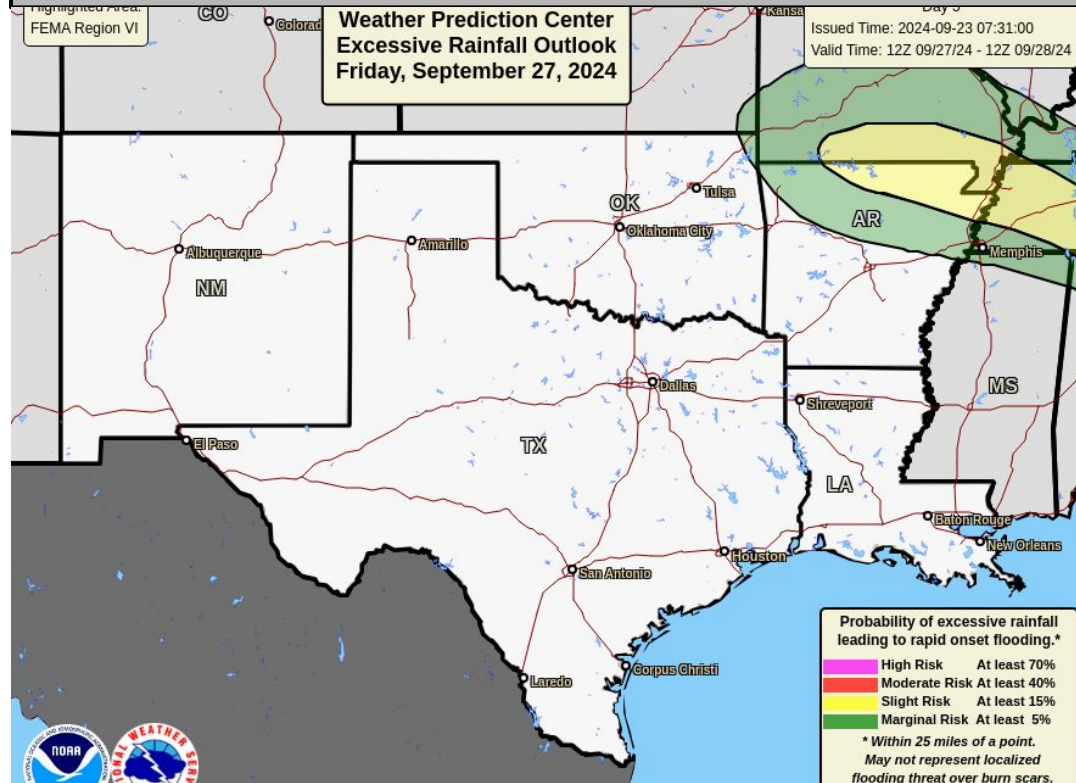 Highlighted Area:
FEMA Region VI
Weather Prediction Center
Excessive Rainfall Outlook
Friday, September 27, 2024
Day 5
Issued Time: 2024-09-23 07:31:00
Valid Time: 12Z 09/27/24 - 12Z 09/28/24
CO
Colorad
Kansa
Tulsa
OK
Oklahoma City
AR
Memphis
Albuquerque
Amarillo
NM
Dallas
Shreveport
MS
El Paso
TX
LA
Baton Rouge
New Orleans
Houston
San Antonio
Corpus Christi
Laredo
Probability of excessive rainfall
leading to rapid onset flooding.*
High Risk At least 70%
Moderate Risk At least 40%
Slight Risk At least 15%
Marginal Risk At least 5%
* Within 25 miles of a point.
May not represent localized
flooding threat over burn scars.
NOAA